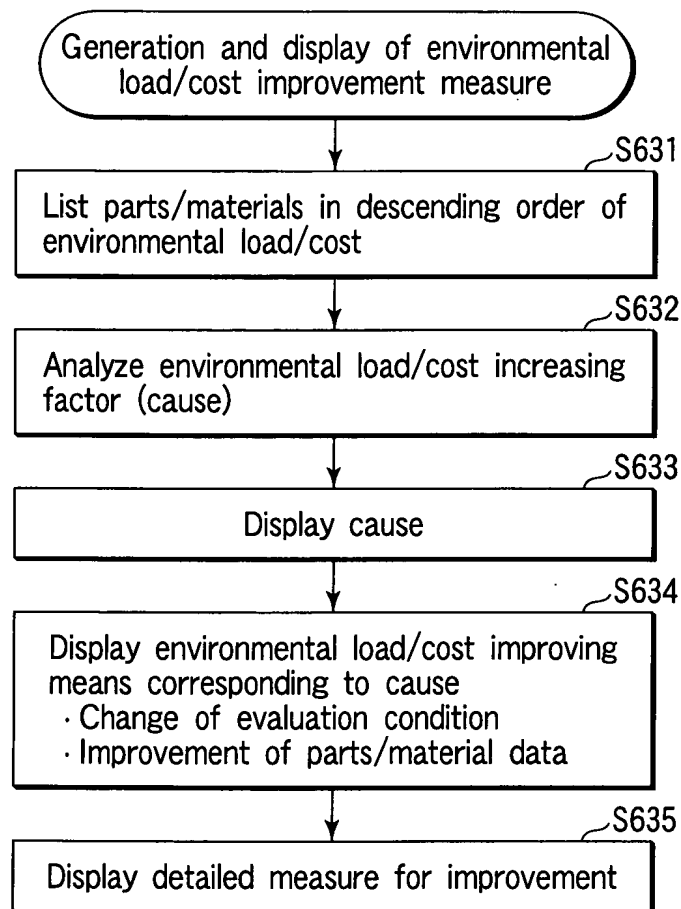 Generation and display of environmental
load/cost improvement measure
S631
List parts/materials in descending order of
environmental load/cost
S632
Analyze environmental load/cost increasing
factor (cause)
S633
Display cause
S634
Display environmental load/cost improving
means corresponding to cause
· Change of evaluation condition
· Improvement of parts/material data
S635
Display detailed measure for improvement